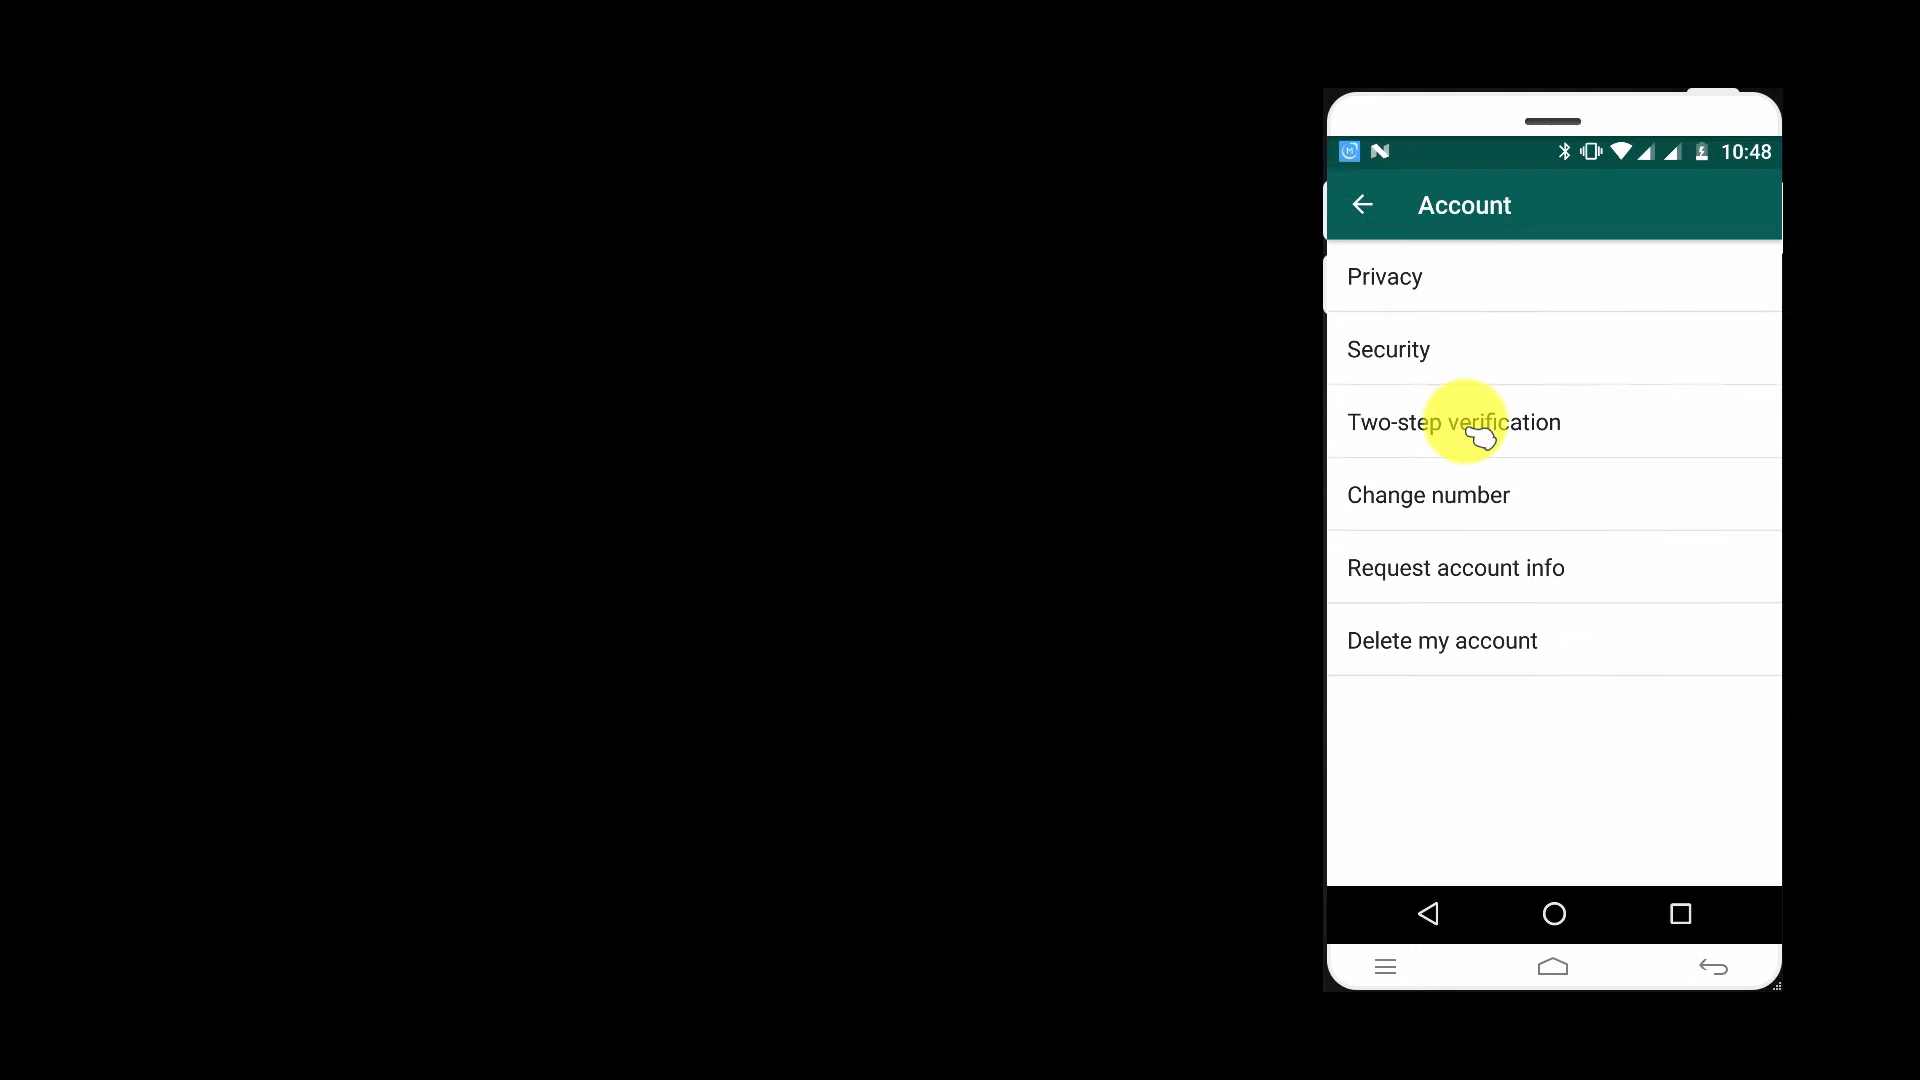 10:48
Account
Privacy
Security
Two-step verification
Change number
Request account info
Delete my account